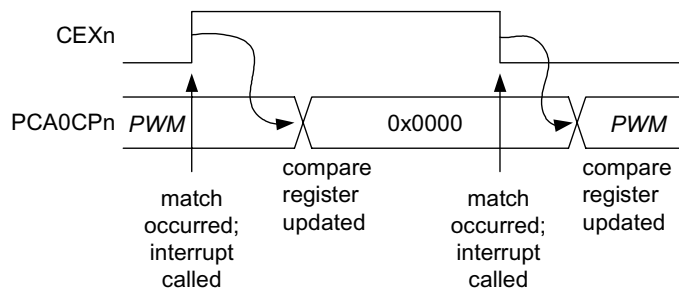 CEXn
PCA0CPn
PWM
0x0000
PWM
match
occurred;
interrupt
called
compare
register
updated
match
occurred;
interrupt
called
compare
register
updated